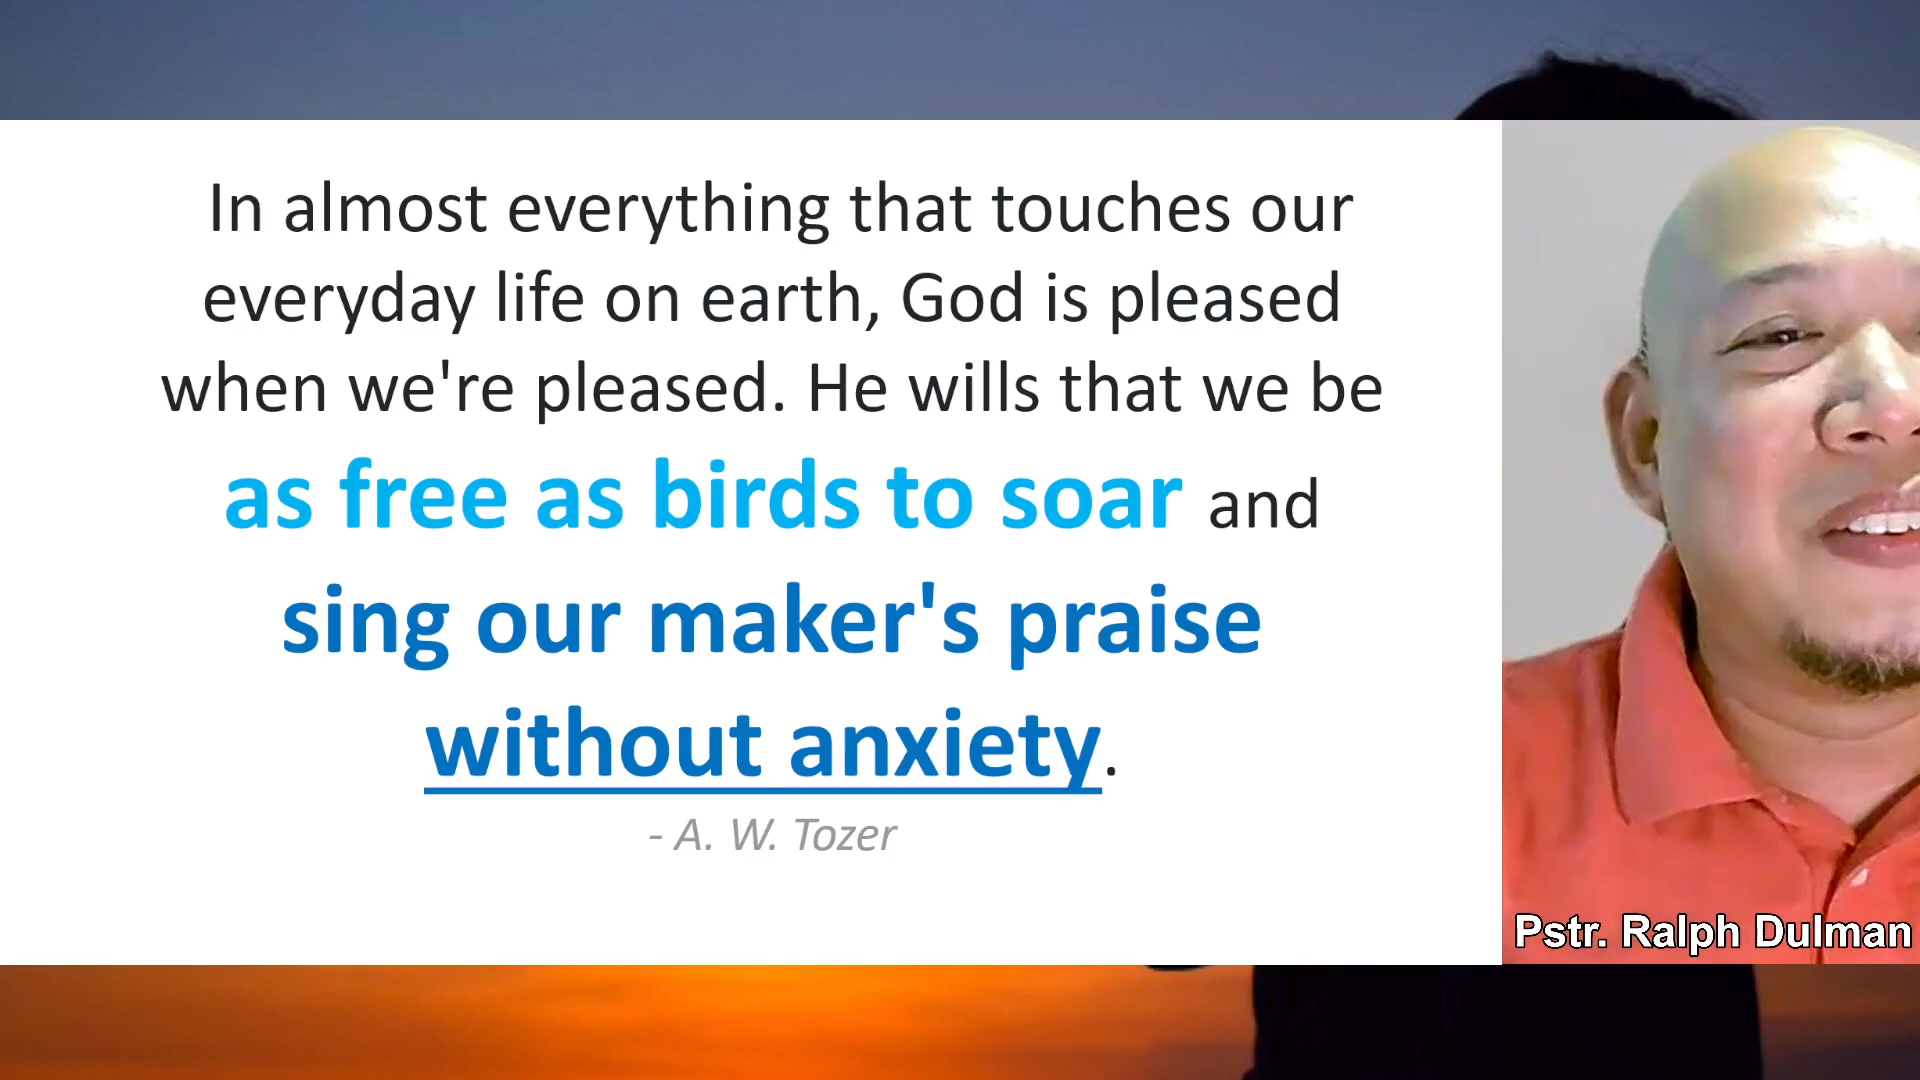 In almost everything that touches our
everyday life on earth, God is pleased
when we're pleased. He wills that we be
as free as birds to soar and
sing our maker's praise
without anxiety.
- A. W. Tozer
Pstr. Ralph Dulman